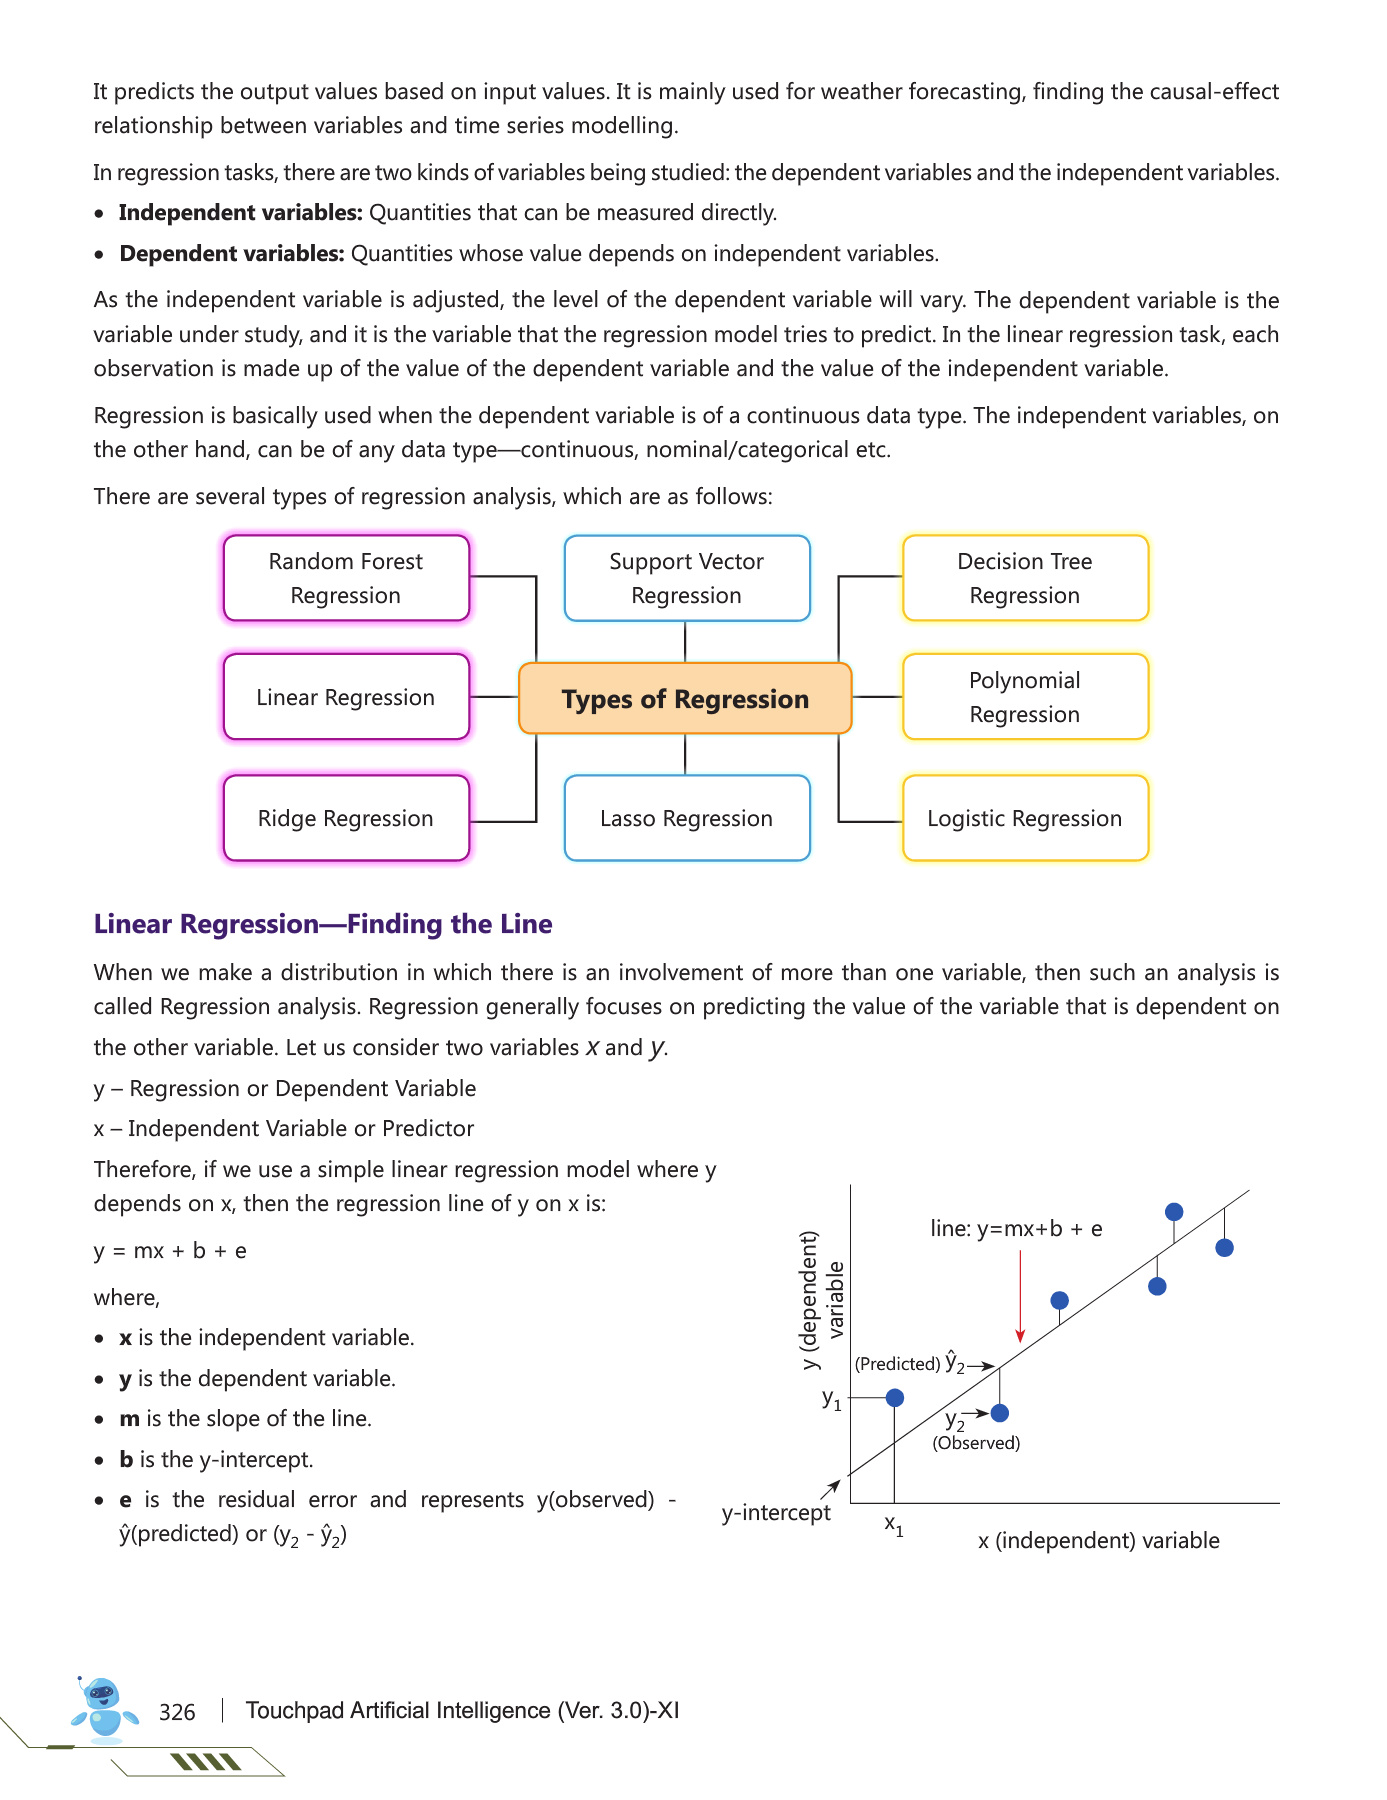 It predicts the output values based on input values. It is mainly used for weather forecasting, finding the causal-effect
relationship between variables and time series modelling.
In regression tasks, there are two kinds of variables being studied: the dependent variables and the independent variables.
• Independent variables: Quantities that can be measured directly.
• Dependent variables: Quantities whose value depends on independent variables.
As the independent variable is adjusted, the level of the dependent variable will vary. The dependent variable is the
variable under study, and it is the variable that the regression model tries to predict. In the linear regression task, each
observation is made up of the value of the dependent variable and the value of the independent variable.
Regression is basically used when the dependent variable is of a continuous data type. The independent variables, on
the other hand, can be of any data type—continuous, nominal/categorical etc.
There are several types of regression analysis, which are as follows:
Random Forest
Regression
Support Vector
Regression
Decision Tree
Regression
Linear Regression
Types of Regression
Polynomial
Regression
Ridge Regression
Lasso Regression
Logistic Regression
Linear Regression—Finding the Line
When we make a distribution in which there is an involvement of more than one variable, then such an analysis is
called Regression analysis. Regression generally focuses on predicting the value of the variable that is dependent on
the other variable. Let us consider two variables x and y.
y – Regression or Dependent Variable
x – Independent Variable or Predictor
Therefore, if we use a simple linear regression model where y
depends on x, then the regression line of y on x is:
y = mx + b + e
where,
• x is the independent variable.
• y is the dependent variable.
• m is the slope of the line.
• b is the y-intercept.
• e is the residual error and represents y(observed) -
ŷ(predicted) or (y₂ - ŷ₂)
y (dependent)
variable
line: y=mx+b + e
(Predicted) ŷ₂
y₁
y₂
(Observed)
y-intercept
x₁
x (independent) variable
326
Touchpad Artificial Intelligence (Ver. 3.0)-XI